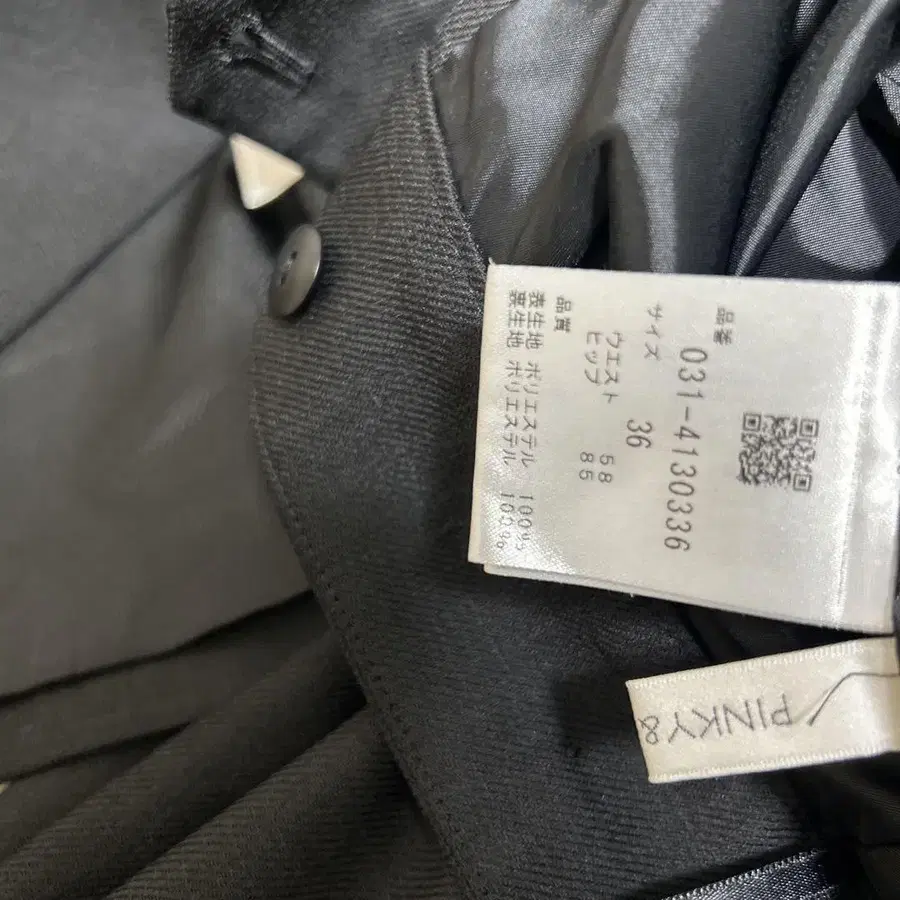 品番 031-4130336
サイズ 36
ウエスト 58
ヒップ 85
品質
表生地 ポリエステル 100%
裏生地 ポリエステル 100%
PINKY&